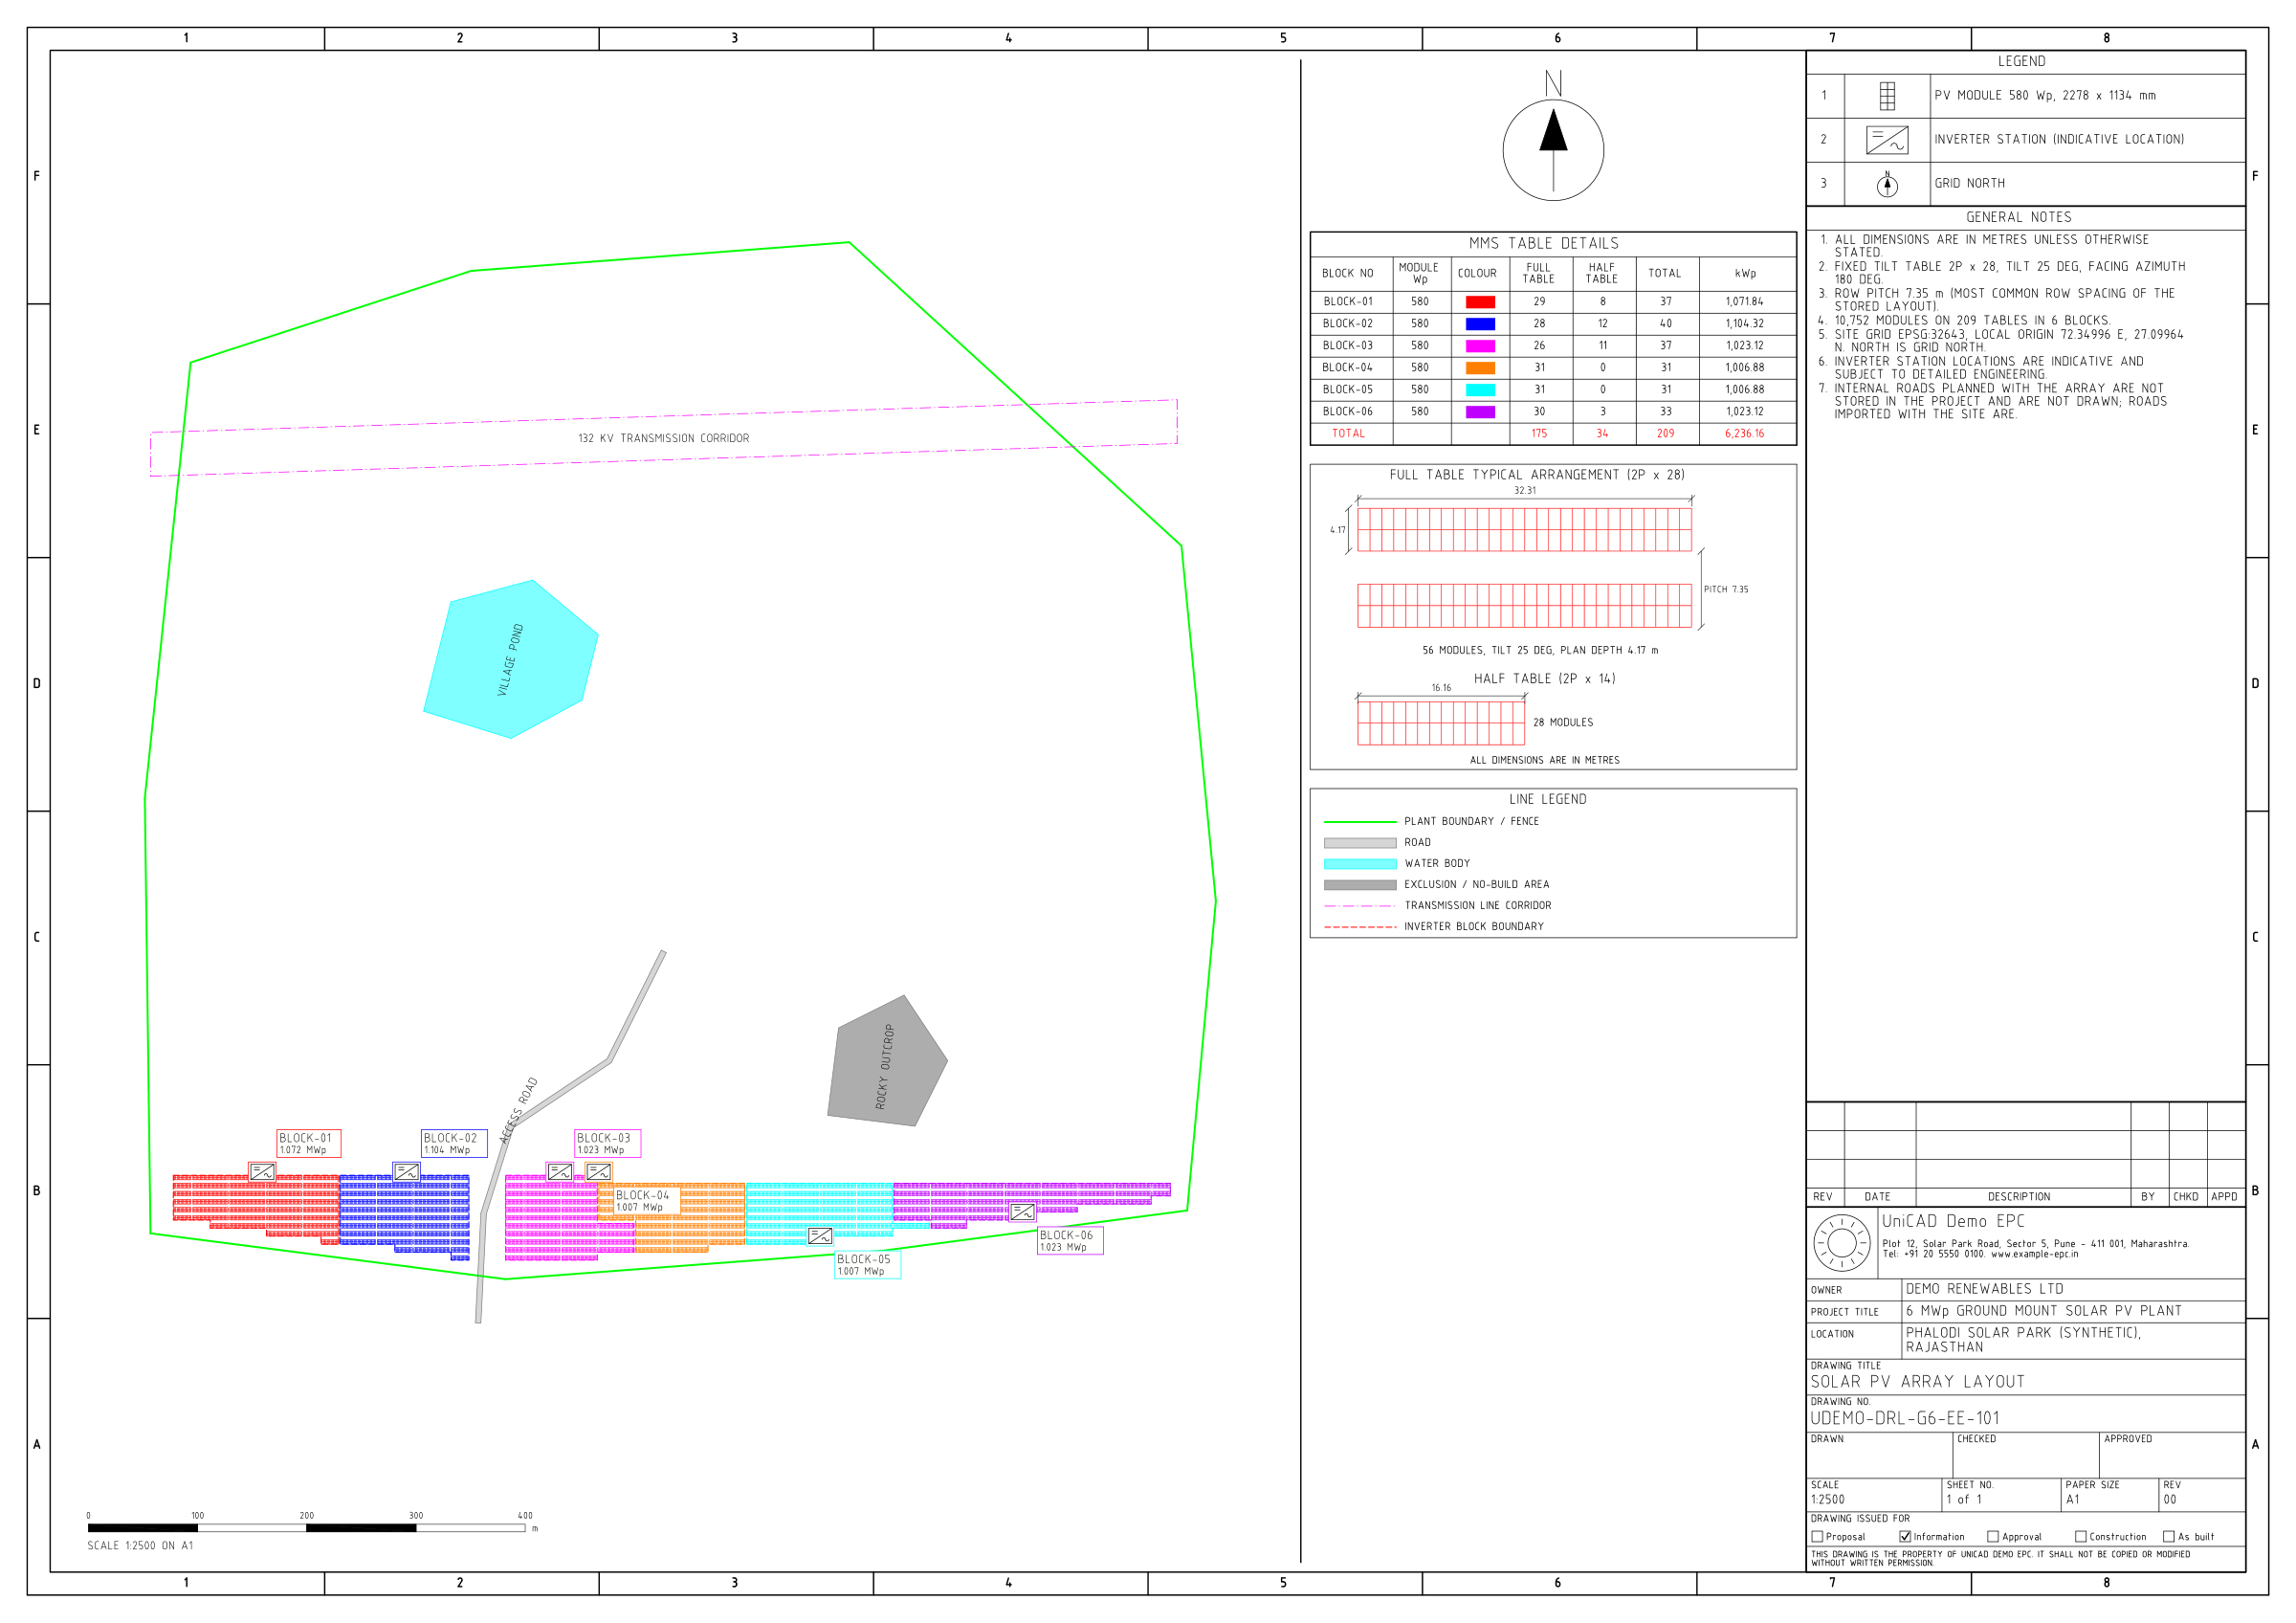 1 2 3 4 5 6 7 8
F
E
D
C
B
A
132 KV TRANSMISSION CORRIDOR
VILLAGE POND
ACCESS ROAD
ROCKY OUTCROP
BLOCK-01
1.072 MWp
BLOCK-02
1.104 MWp
BLOCK-03
1.023 MWp
BLOCK-04
1.007 MWp
BLOCK-05
1.007 MWp
BLOCK-06
1.023 MWp
0 100 200 300 400 m
SCALE 1:2500 ON A1
N
MMS TABLE DETAILS
BLOCK NO MODULE Wp COLOUR FULL TABLE HALF TABLE TOTAL kWp
BLOCK-01 580 29 8 37 1,071.84
BLOCK-02 580 28 12 40 1,104.32
BLOCK-03 580 26 11 37 1,023.12
BLOCK-04 580 31 0 31 1,006.88
BLOCK-05 580 31 0 31 1,006.88
BLOCK-06 580 30 3 33 1,023.12
TOTAL 175 34 209 6,236.16
FULL TABLE TYPICAL ARRANGEMENT (2P x 28)
32.31
4.17
PITCH 7.35
56 MODULES, TILT 25 DEG, PLAN DEPTH 4.17 m
HALF TABLE (2P x 14)
16.16
28 MODULES
ALL DIMENSIONS ARE IN METRES
LINE LEGEND
PLANT BOUNDARY / FENCE
ROAD
WATER BODY
EXCLUSION / NO-BUILD AREA
TRANSMISSION LINE CORRIDOR
INVERTER BLOCK BOUNDARY
LEGEND
1 PV MODULE 580 Wp, 2278 x 1134 mm
2 INVERTER STATION (INDICATIVE LOCATION)
3 N GRID NORTH
GENERAL NOTES
1. ALL DIMENSIONS ARE IN METRES UNLESS OTHERWISE
STATED.
2. FIXED TILT TABLE 2P x 28, TILT 25 DEG, FACING AZIMUTH
180 DEG.
3. ROW PITCH 7.35 m (MOST COMMON ROW SPACING OF THE
STORED LAYOUT).
4. 10,752 MODULES ON 209 TABLES IN 6 BLOCKS.
5. SITE GRID EPSG:32643, LOCAL ORIGIN 72.34996 E, 27.09964
N. NORTH IS GRID NORTH.
6. INVERTER STATION LOCATIONS ARE INDICATIVE AND
SUBJECT TO DETAILED ENGINEERING.
7. INTERNAL ROADS PLANNED WITH THE ARRAY ARE NOT
STORED IN THE PROJECT AND ARE NOT DRAWN; ROADS
IMPORTED WITH THE SITE ARE.
REV DATE DESCRIPTION BY CHKD APPD
UniCAD Demo EPC
Plot 12, Solar Park Road, Sector 5, Pune - 411 001, Maharashtra.
Tel: +91 20 5550 0100. www.example-epc.in
OWNER DEMO RENEWABLES LTD
PROJECT TITLE 6 MWp GROUND MOUNT SOLAR PV PLANT
LOCATION PHALODI SOLAR PARK (SYNTHETIC),
RAJASTHAN
DRAWING TITLE
SOLAR PV ARRAY LAYOUT
DRAWING NO.
UDEMO-DRL-G6-EE-101
DRAWN CHECKED APPROVED
SCALE SHEET NO. PAPER SIZE REV
1:2500 1 of 1 A1 00
DRAWING ISSUED FOR
Proposal Information Approval Construction As built
THIS DRAWING IS THE PROPERTY OF UNICAD DEMO EPC. IT SHALL NOT BE COPIED OR MODIFIED
WITHOUT WRITTEN PERMISSION.
F
E
D
C
B
A
1 2 3 4 5 6 7 8